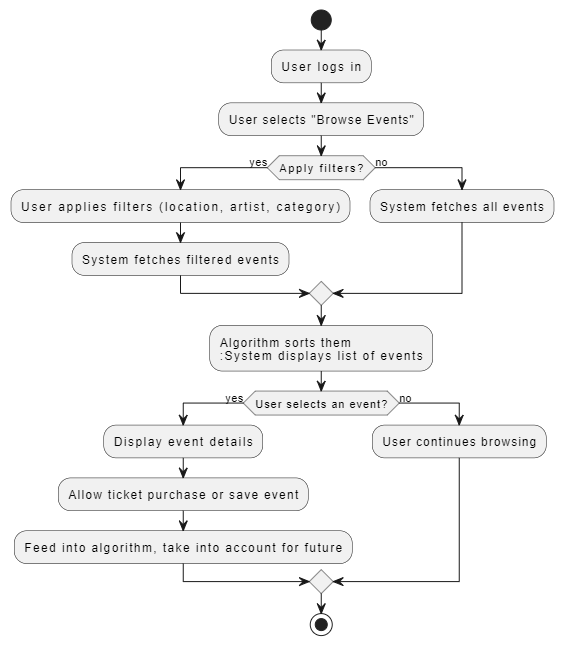 User logs in
User selects "Browse Events"
yes
Apply filters?
no
User applies filters (location, artist, category)
System fetches all events
System fetches filtered events
Algorithm sorts them
:System displays list of events
yes
User selects an event?
no
Display event details
User continues browsing
Allow ticket purchase or save event
Feed into algorithm, take into account for future